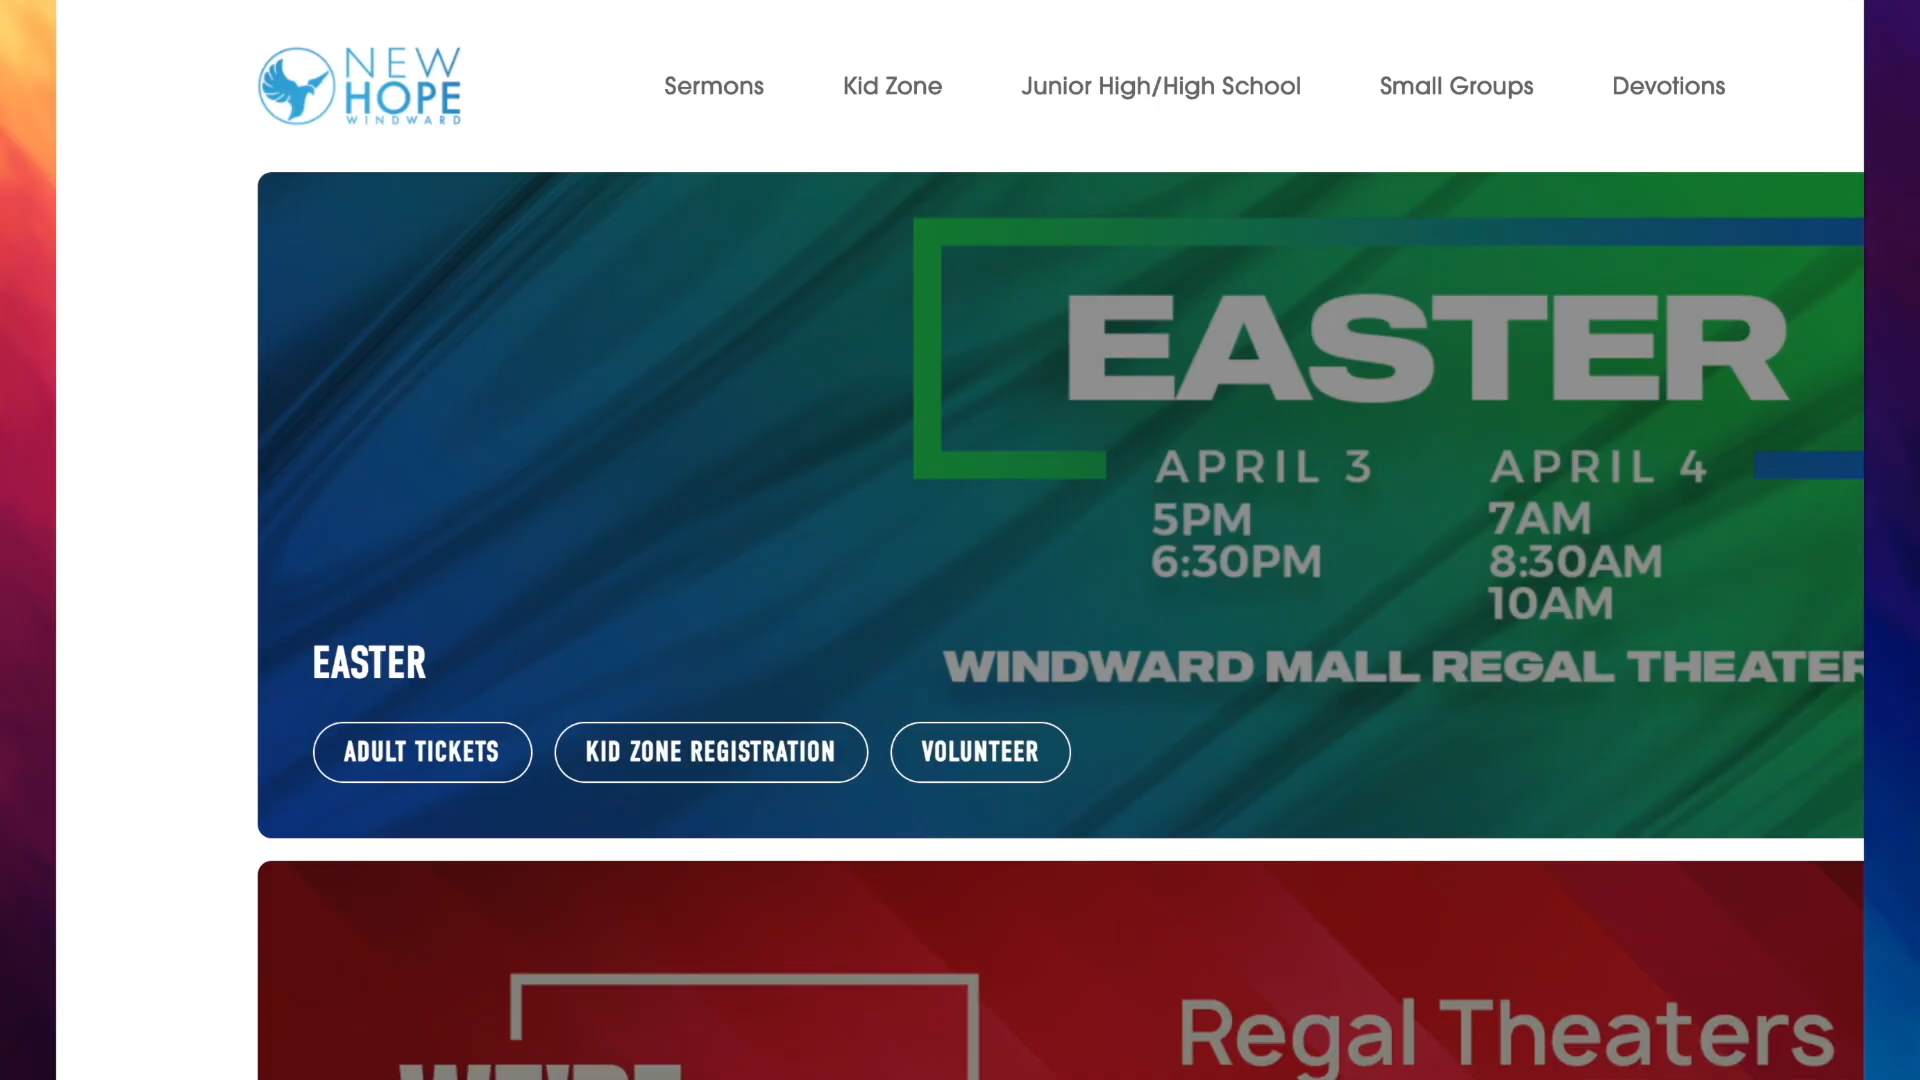 NEW
HOPE
WINDWARD
Sermons
Kid Zone
Junior High/High School
Small Groups
Devotions
EASTER
APRIL 3
5PM
6:30PM
APRIL 4
7AM
8:30AM
10AM
WINDWARD MALL REGAL THEATER
EASTER
ADULT TICKETS
KID ZONE REGISTRATION
VOLUNTEER
Regal Theaters
WE'RE